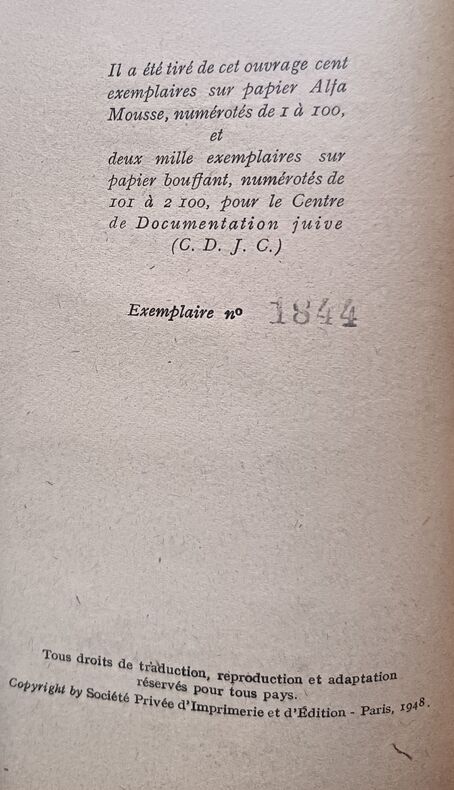 Il a été tiré de cet ouvrage cent
exemplaires sur papier Alfa
Mousse, numérotés de 1 à 100,
et
deux mille exemplaires sur
papier bouffant, numérotés de
101 à 2 100, pour le Centre
de Documentation juive
(C. D. J. C.)
Exemplaire nº 1844
Tous droits de traduction, reproduction et adaptation
réservés pour tous pays.
Copyright by Société Privée d'Imprimerie et d'Édition - Paris, 1948.